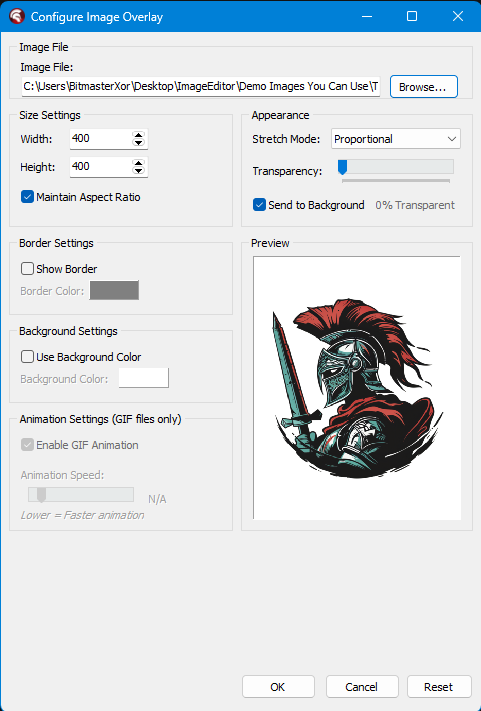 Configure Image Overlay
Image File
Image File:
C:\Users\BitmasterXor\Desktop\ImageEditor\Demo Images You Can Use\T
Browse...
Size Settings
Width: 400
Height: 400
Maintain Aspect Ratio
Appearance
Stretch Mode: Proportional
Transparency:
Send to Background 0% Transparent
Border Settings
Show Border
Border Color:
Background Settings
Use Background Color
Background Color:
Animation Settings (GIF files only)
Enable GIF Animation
Animation Speed:
N/A
Lower = Faster animation
Preview
OK Cancel Reset